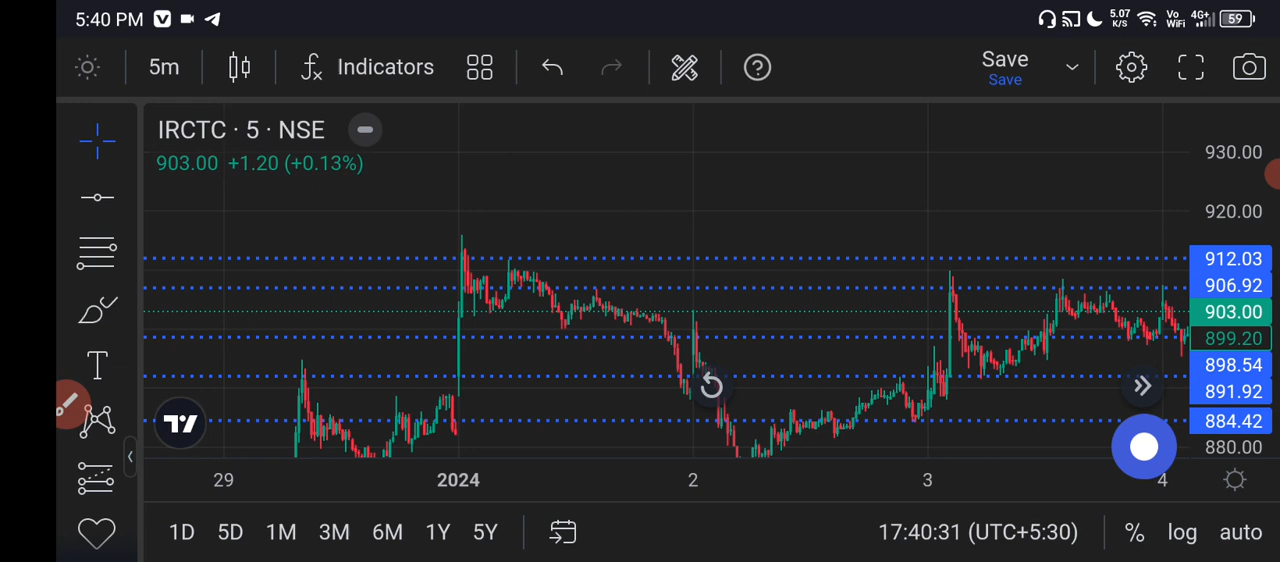 5:40 PM
5.07 K/S
Vo WiFi
4G+
59
5m
Indicators
Save
Save
IRCTC · 5 · NSE
903.00 +1.20 (+0.13%)
930.00
920.00
912.03
906.92
903.00
899.20
898.54
891.92
884.42
880.00
29
2024
2
3
4
1D 5D 1M 3M 6M 1Y 5Y
17:40:31 (UTC+5:30)
% log auto